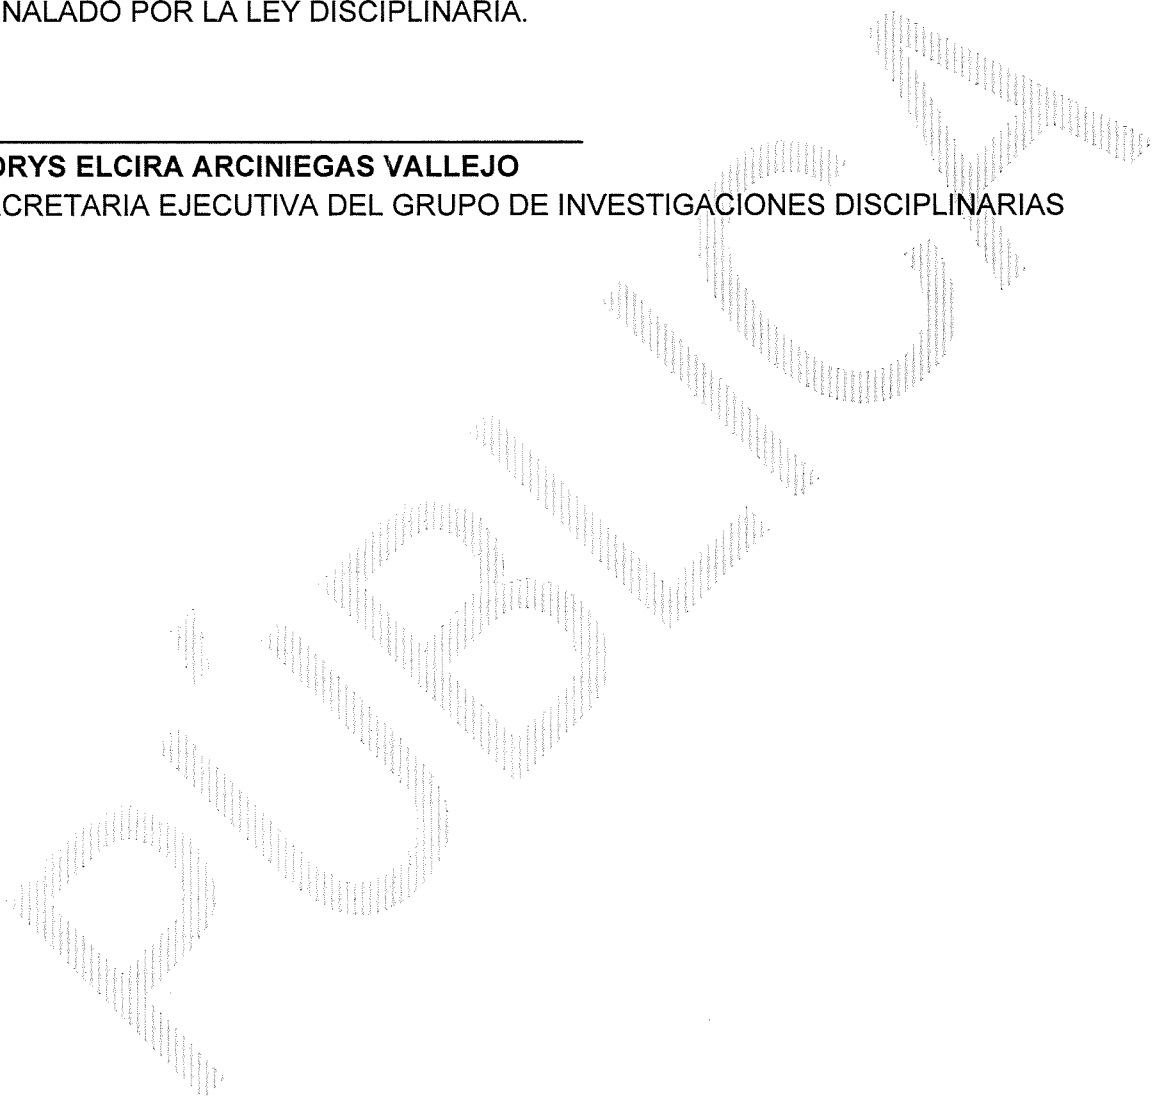 NALADO POR LA LEY DISCIPLINARIA.
DRYS ELCIRA ARCINIEGAS VALLEJO
CRETARIA EJECUTIVA DEL GRUPO DE INVESTIGACIONES DISCIPLINARIAS
PÚBLICA